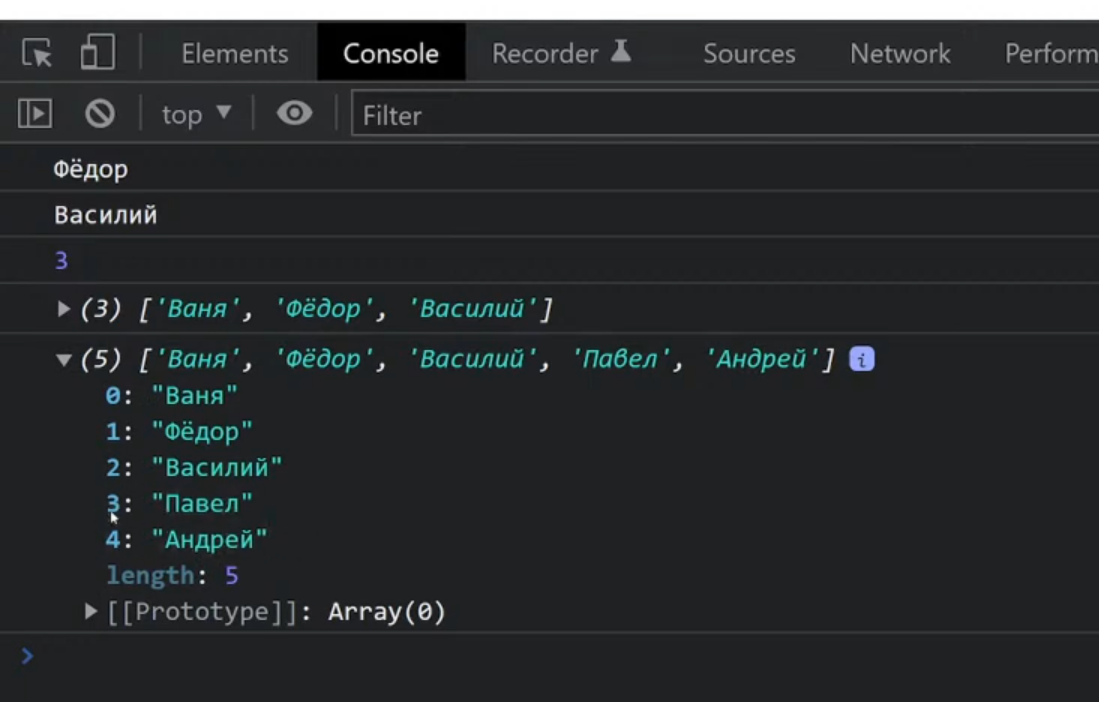 Elements Console Recorder Sources Network Perform
top Filter
Фёдор
Василий
3
(3) ['Ваня', 'Фёдор', 'Василий']
(5) ['Ваня', 'Фёдор', 'Василий', 'Павел', 'Андрей'] i
0: "Ваня"
1: "Фёдор"
2: "Василий"
3: "Павел"
4: "Андрей"
length: 5
[[Prototype]]: Array(0)